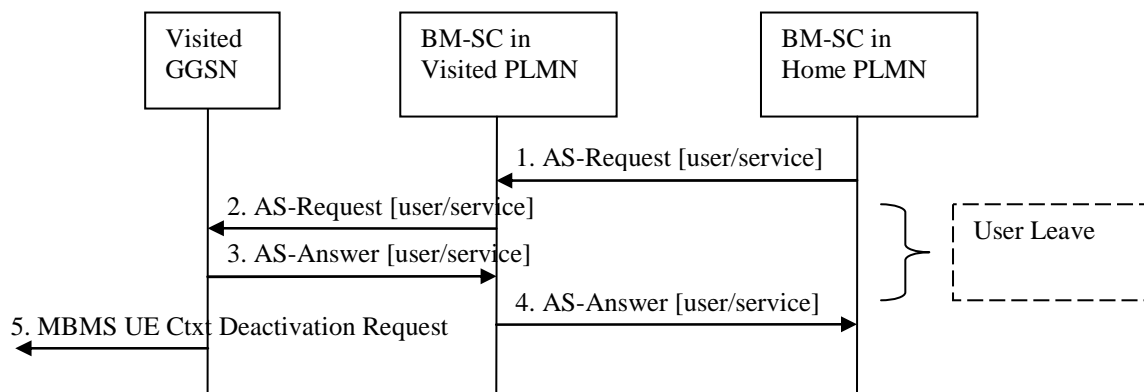 Visited
GGSN
BM-SC in
Visited PLMN
BM-SC in
Home PLMN
1. AS-Request [user/service]
2. AS-Request [user/service]
User Leave
3. AS-Answer [user/service]
4. AS-Answer [user/service]
5. MBMS UE Ctxt Deactivation Request